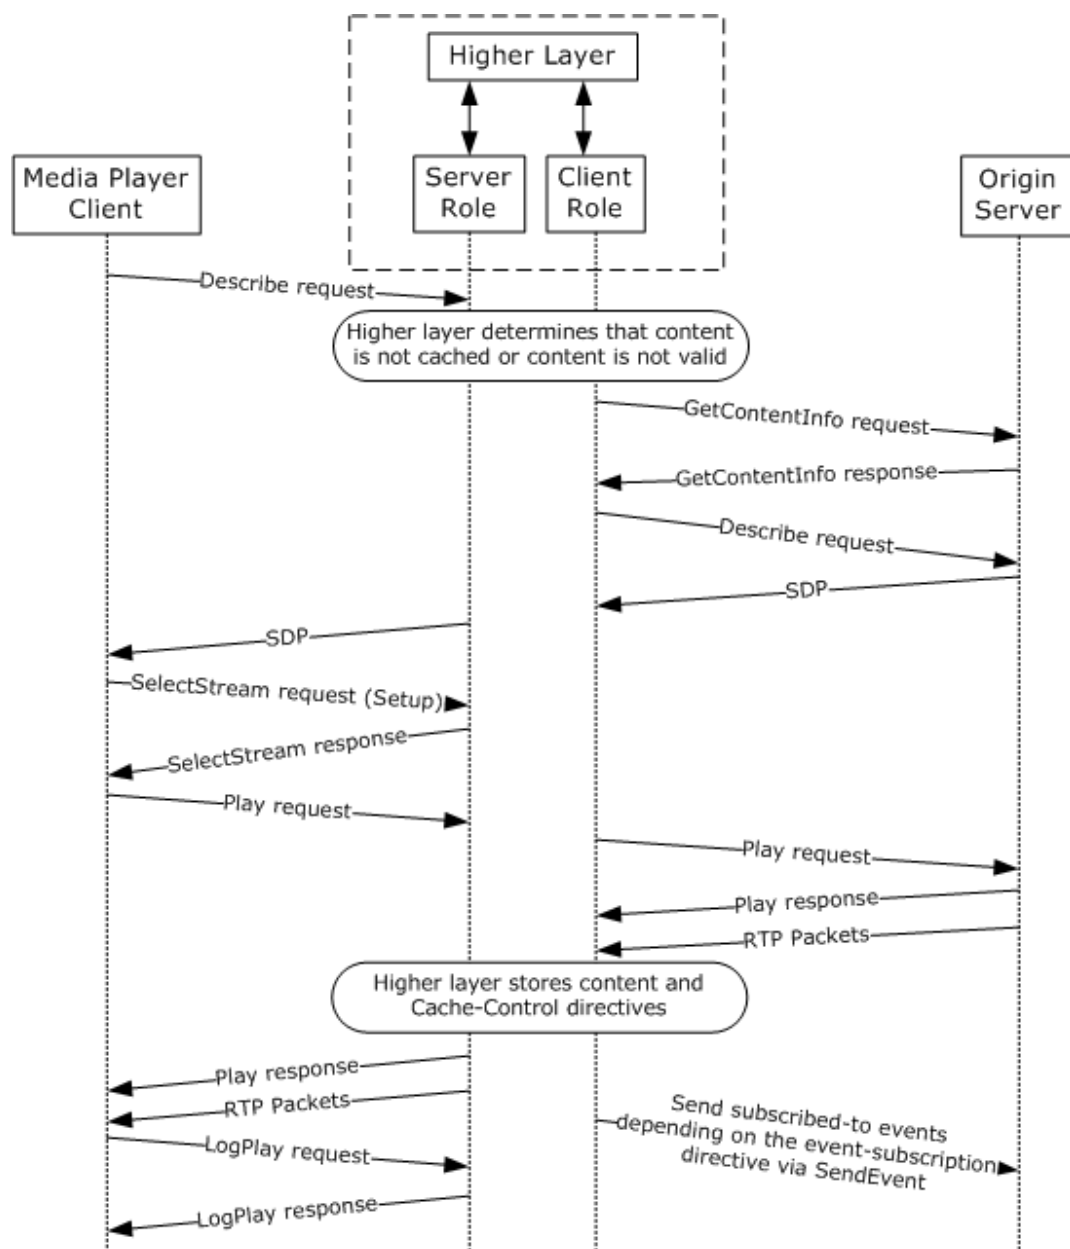 Higher Layer
Media Player
Client
Server
Role
Client
Role
Origin
Server
Describe request
Higher layer determines that content
is not cached or content is not valid
GetContentInfo request
GetContentInfo response
Describe request
SDP
SDP
SelectStream request (Setup)
SelectStream response
Play request
Play request
Play response
RTP Packets
Higher layer stores content and
Cache-Control directives
Play response
RTP Packets
Send subscribed-to events
depending on the event-subscription
directive via SendEvent
LogPlay request
LogPlay response